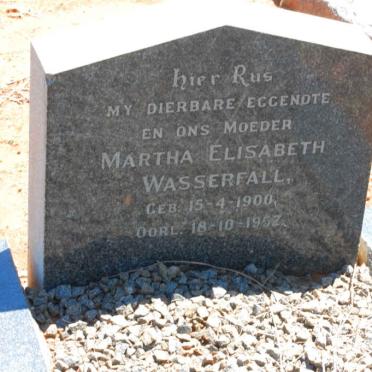 Hier Rus
MY DIERBARE EGGENOTE
EN ONS MOEDER
MARTHA ELISABETH
WASSERFALL,
GEB. 15-4-1900,
OORL. 18-10-1952.